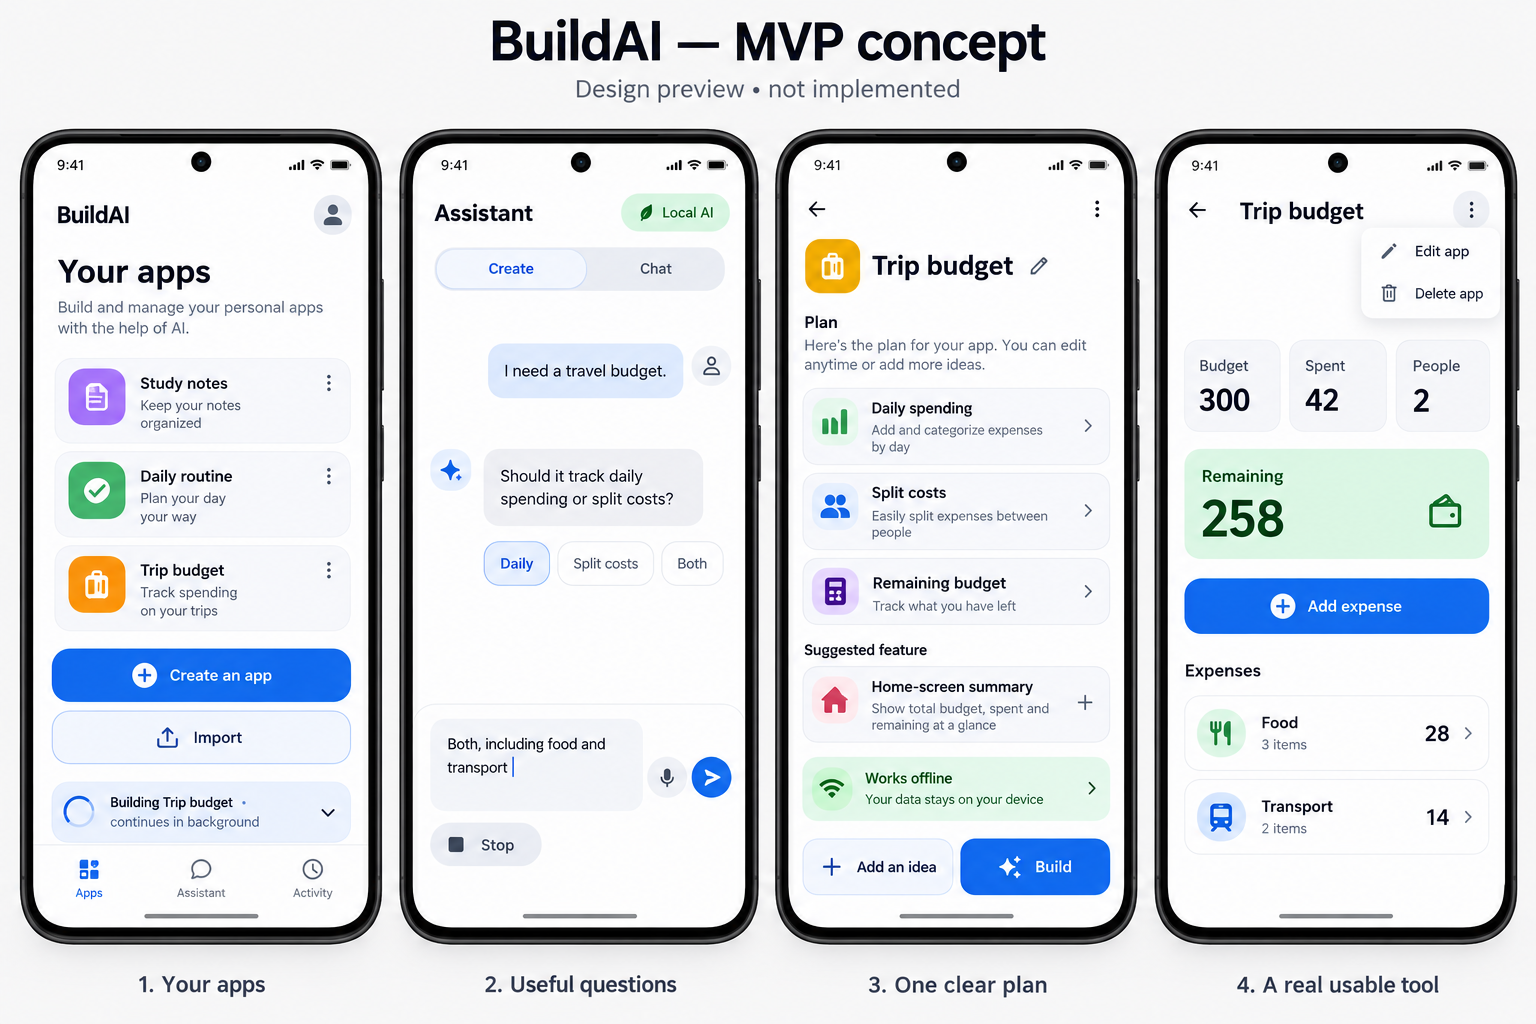 BuildAI — MVP concept
Design preview • not implemented
9:41
BuildAI
Your apps
Build and manage your personal apps
with the help of AI.
Study notes
Keep your notes
organized
Daily routine
Plan your day
your way
Trip budget
Track spending
on your trips
Create an app
Import
Building Trip budget •
continues in background
Apps
Assistant
Activity
1. Your apps
9:41
Assistant
Local AI
Create
Chat
I need a travel budget.
Should it track daily
spending or split costs?
Daily
Split costs
Both
Both, including food and
transport
Stop
2. Useful questions
9:41
Trip budget
Plan
Here's the plan for your app. You can edit
anytime or add more ideas.
Daily spending
Add and categorize expenses
by day
Split costs
Easily split expenses between
people
Remaining budget
Track what you have left
Suggested feature
Home-screen summary
Show total budget, spent and
remaining at a glance
Works offline
Your data stays on your device
Add an idea
Build
3. One clear plan
9:41
Trip budget
Edit app
Delete app
Budget
300
Spent
42
People
2
Remaining
258
Add expense
Expenses
Food
3 items
28
Transport
2 items
14
4. A real usable tool